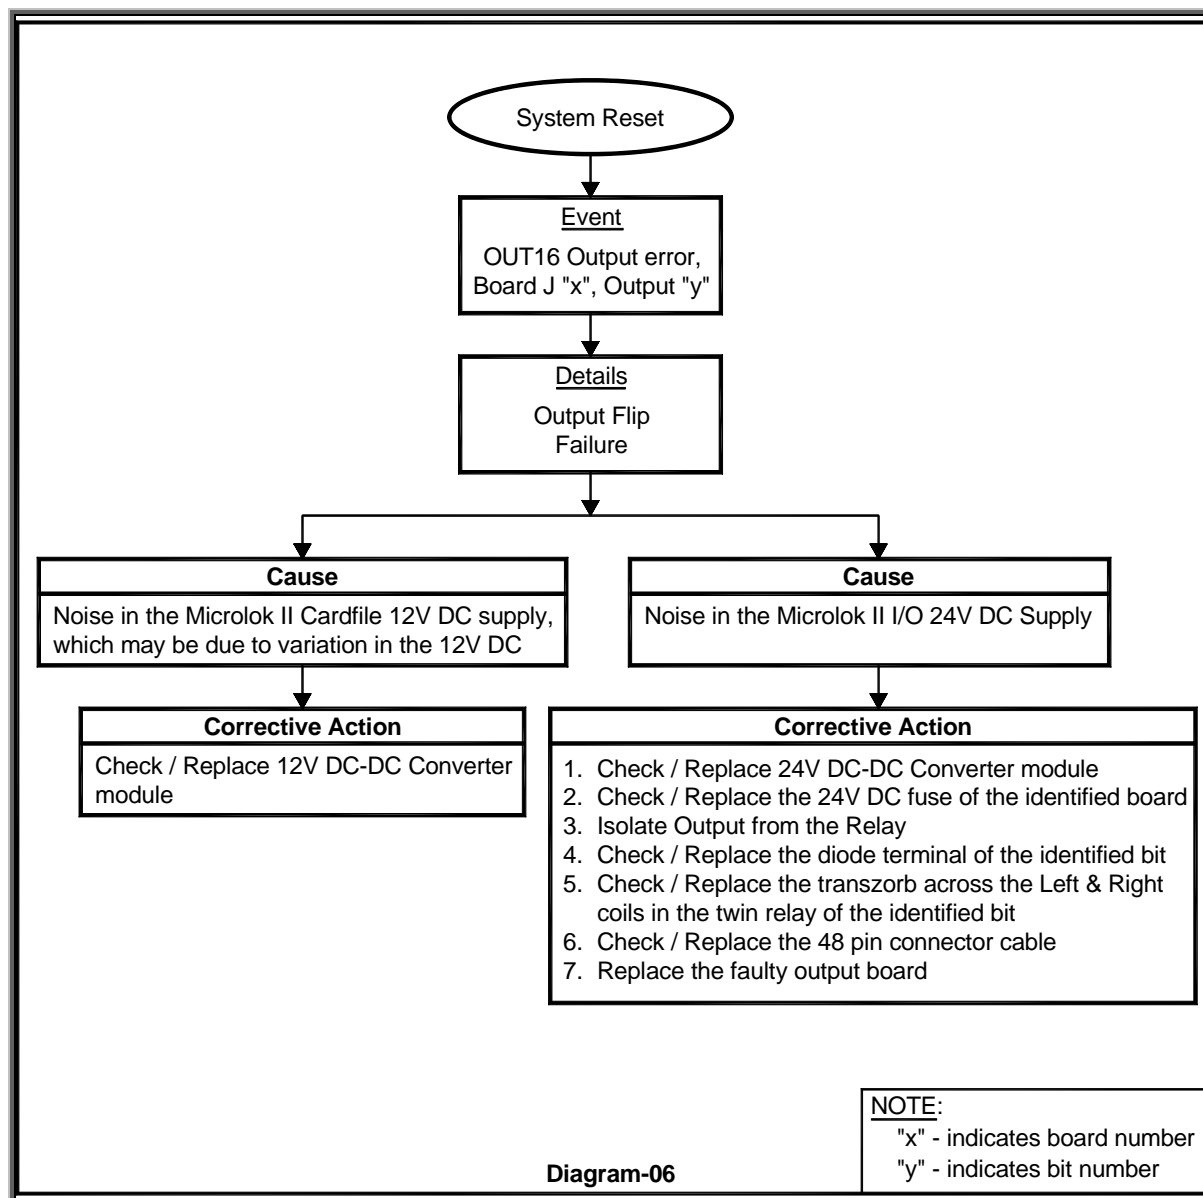 System Reset
Event
OUT16 Output error,
Board J "x", Output "y"
Details
Output Flip
Failure
Cause
Noise in the Microlok II Cardfile 12V DC supply,
which may be due to variation in the 12V DC
Corrective Action
Check / Replace 12V DC-DC Converter
module
Cause
Noise in the Microlok II I/O 24V DC Supply
Corrective Action
1. Check / Replace 24V DC-DC Converter module
2. Check / Replace the 24V DC fuse of the identified board
3. Isolate Output from the Relay
4. Check / Replace the diode terminal of the identified bit
5. Check / Replace the transzorb across the Left & Right
coils in the twin relay of the identified bit
6. Check / Replace the 48 pin connector cable
7. Replace the faulty output board
NOTE:
"x" - indicates board number
"y" - indicates bit number
Diagram-06